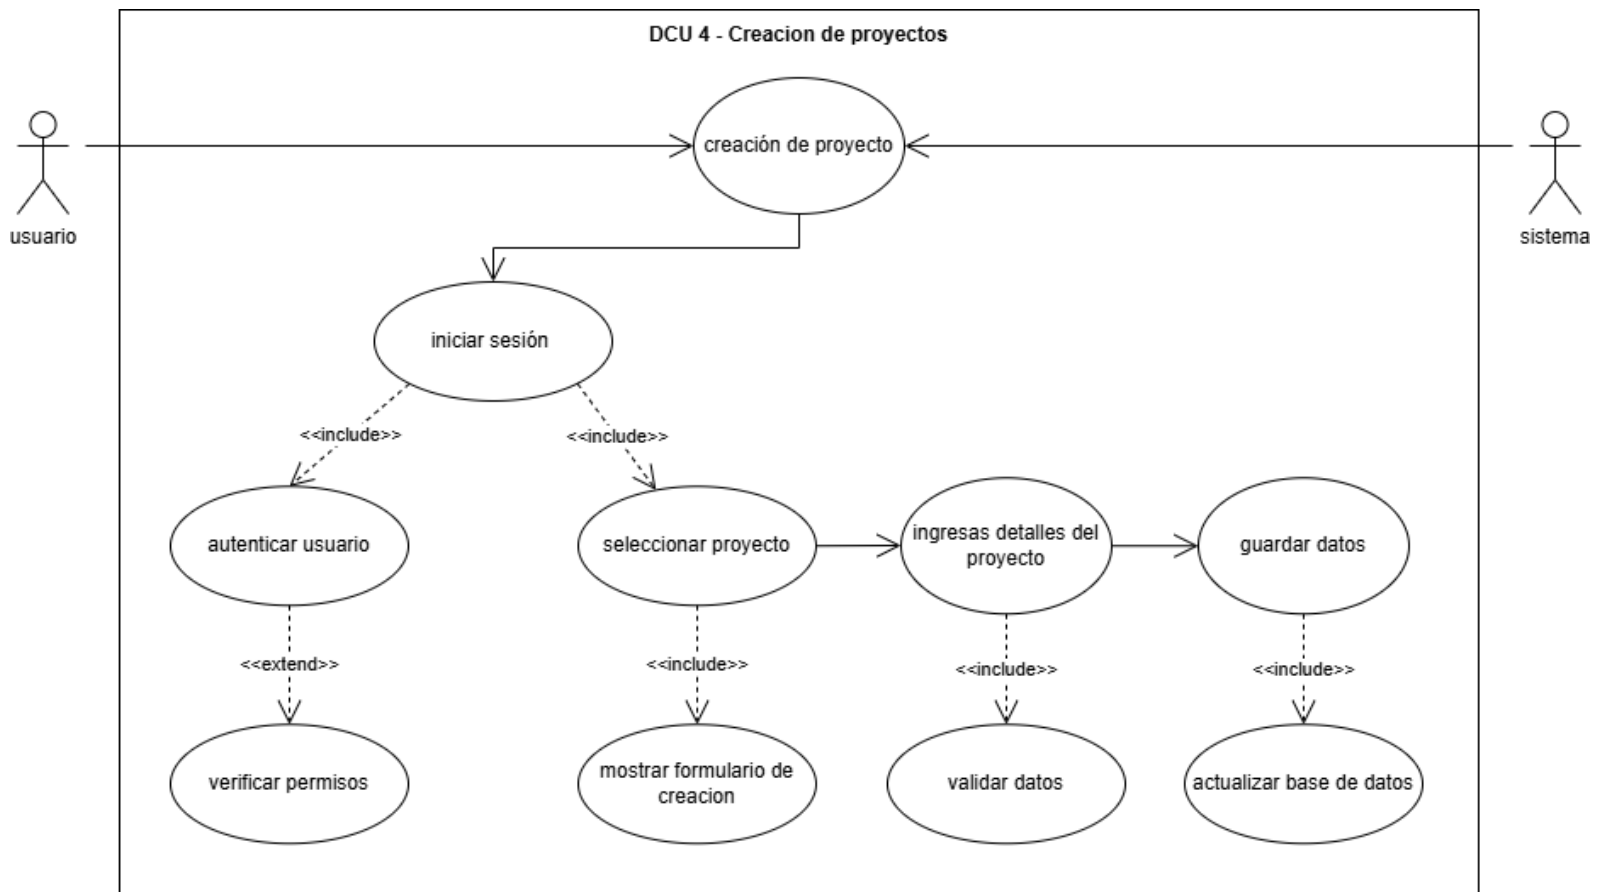 DCU 4 - Creacion de proyectos
creación de proyecto
usuario
sistema
iniciar sesión
<<include>>
<<include>>
autenticar usuario
seleccionar proyecto
ingresas detalles del
proyecto
guardar datos
<<extend>>
<<include>>
<<include>>
<<include>>
verificar permisos
mostrar formulario de
creacion
validar datos
actualizar base de datos